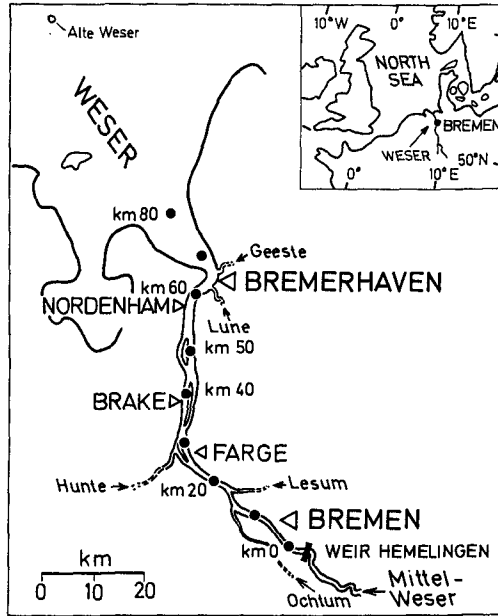 Alte Weser
WESER
km 80
Geeste
BREMERHAVEN
km 60
NORDENHAM
Lune
km 50
km 40
BRAKE
FARGE
Hunte
km 20
Lesum
BREMEN
km 0
WEIR HEMELINGEN
Mittel-
Weser
Ochtum
km
0 10 20
10°W 0° 10°E
NORTH
SEA
BREMEN
WESER
50°N
0° 10°E